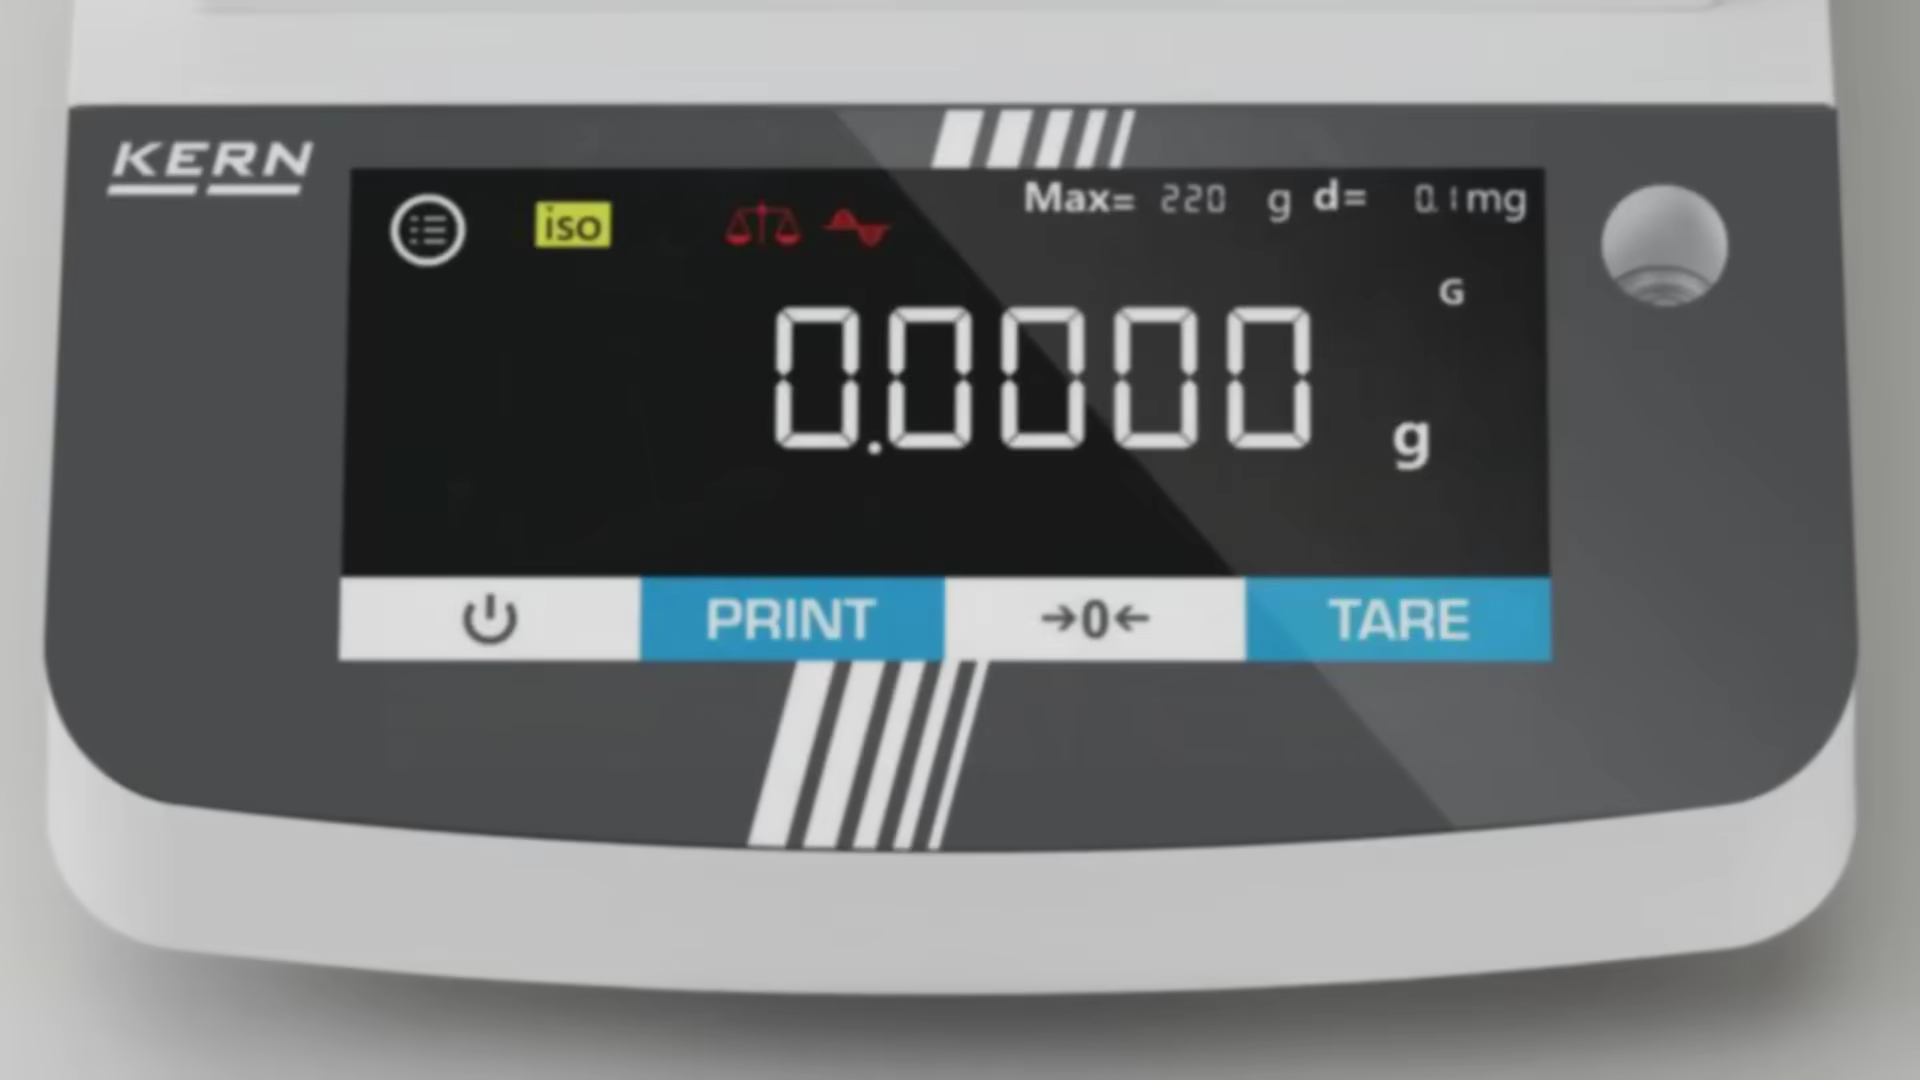 KERN
iso
Max= 220 g d= 0.1mg
G
0.0000 g
PRINT →0← TARE